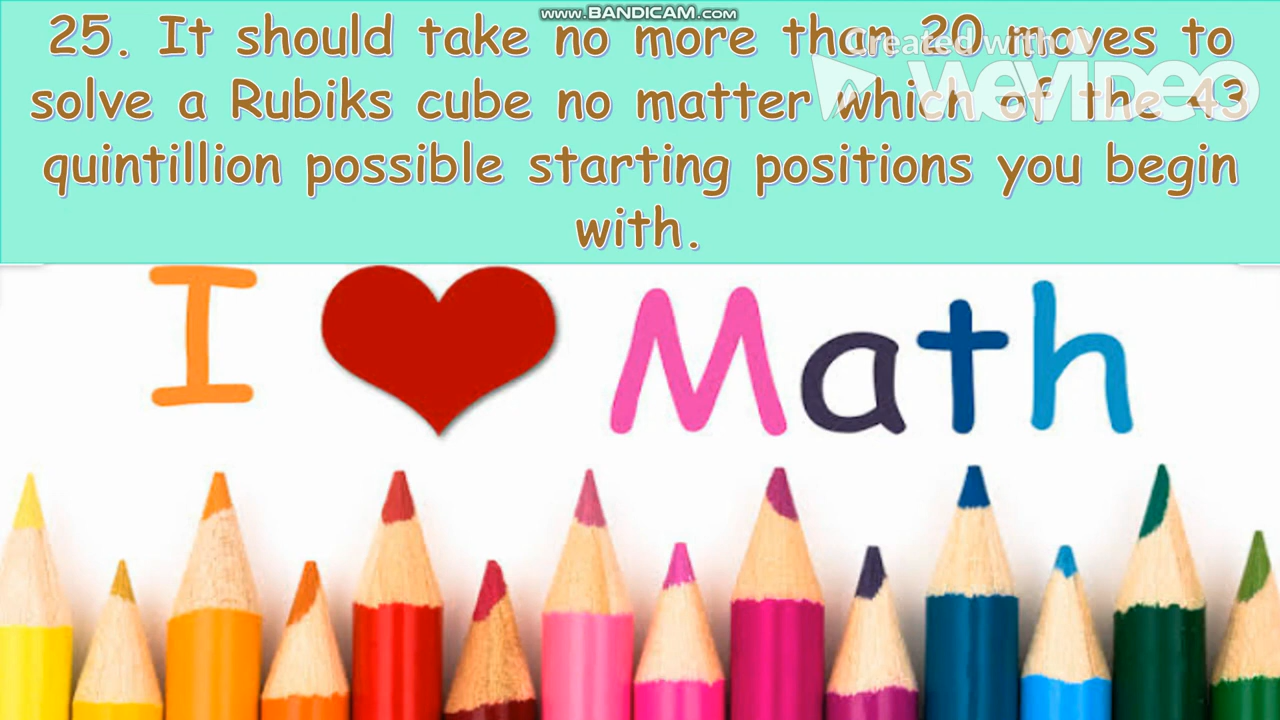 www.BANDICAM.com
25. It should take no more than 20 moves to
solve a Rubiks cube no matter which of the 43
quintillion possible starting positions you begin
with.
Created with
WEVIDEO
I ❤ Math